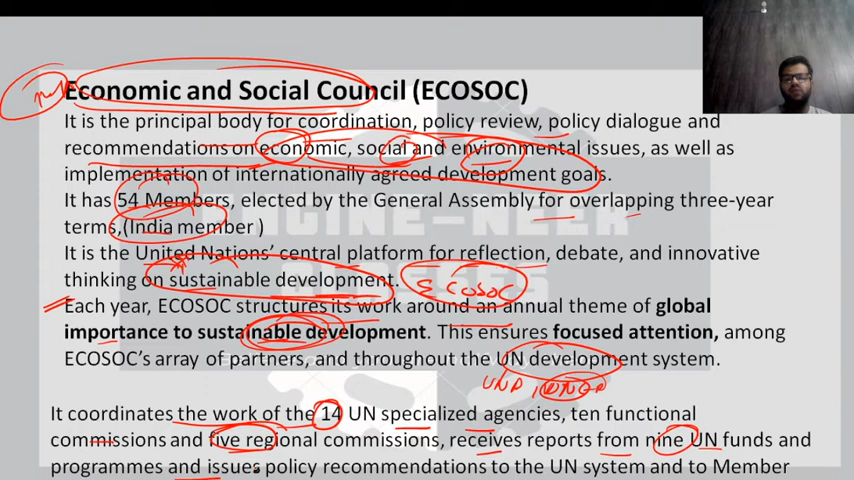 Economic and Social Council (ECOSOC)
It is the principal body for coordination, policy review, policy dialogue and
recommendations on economic, social and environmental issues, as well as
implementation of internationally agreed development goals.
It has 54 Members, elected by the General Assembly for overlapping three-year
terms,(India member )
It is the United Nations’ central platform for reflection, debate, and innovative
thinking on sustainable development.
ECOSOC
Each year, ECOSOC structures its work around an annual theme of global
importance to sustainable development. This ensures focused attention, among
ECOSOC’s array of partners, and throughout the UN development system.
It coordinates the work of the 14 UN specialized agencies, ten functional
commissions and five regional commissions, receives reports from nine UN funds and
programmes and issues policy recommendations to the UN system and to Member